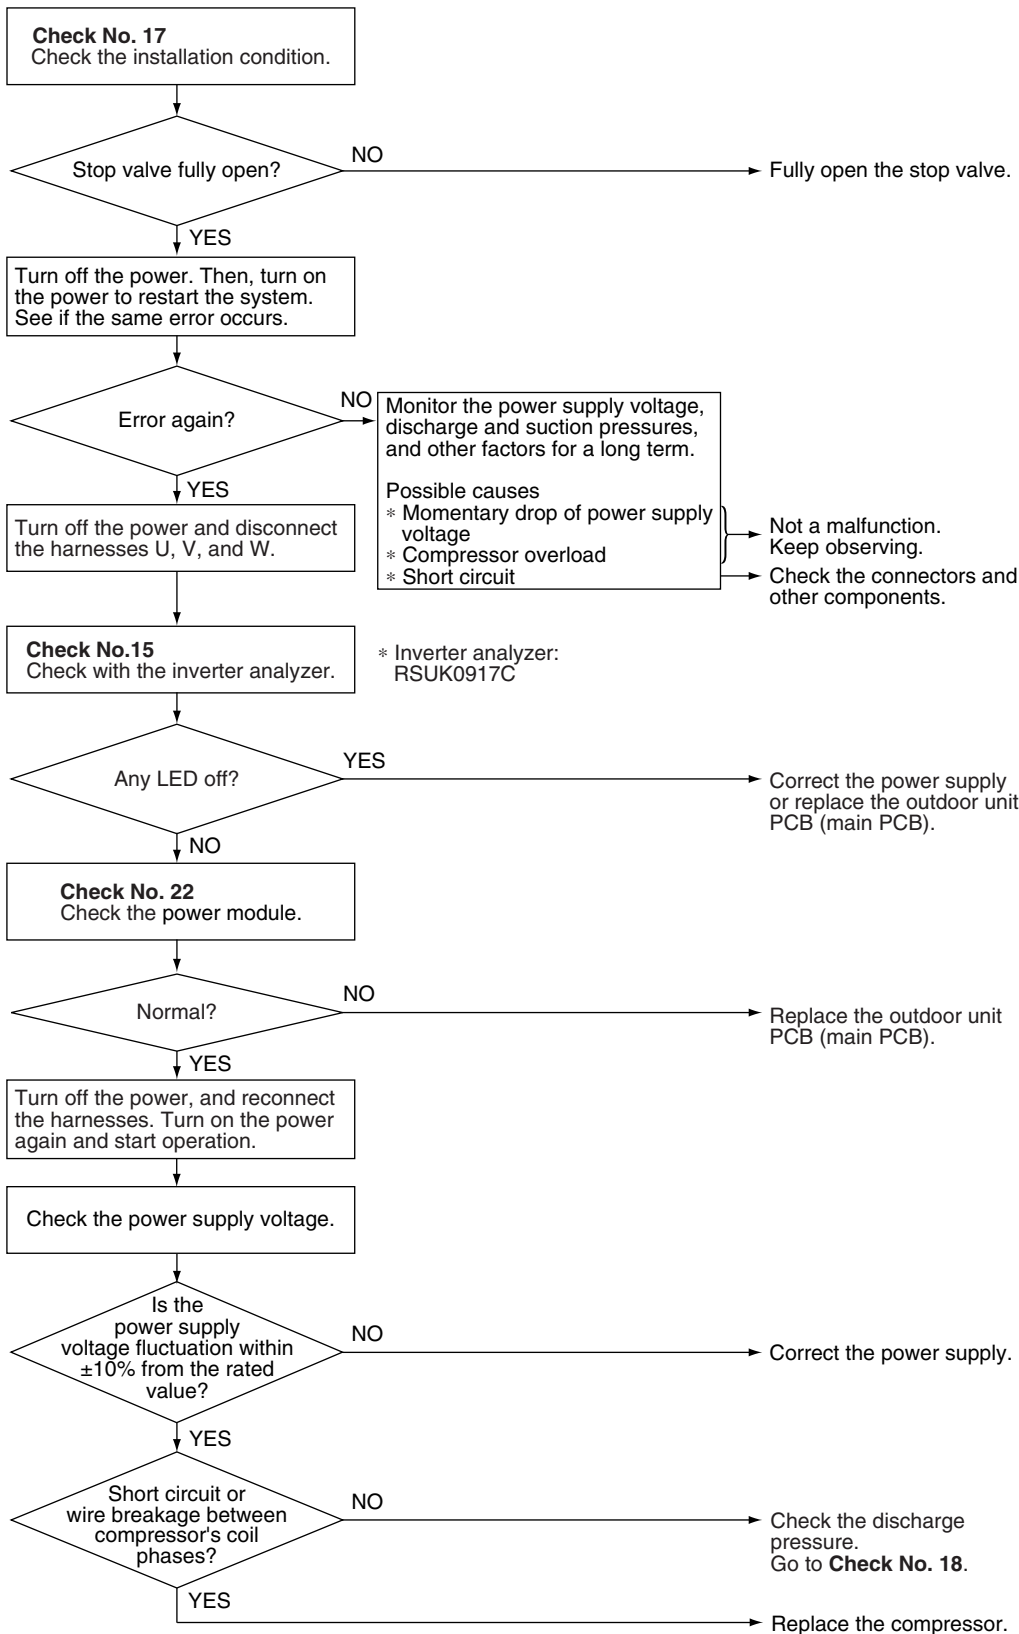 Check No. 17
Check the installation condition.
Stop valve fully open?
NO
Fully open the stop valve.
YES
Turn off the power. Then, turn on
the power to restart the system.
See if the same error occurs.
Error again?
NO
Monitor the power supply voltage,
discharge and suction pressures,
and other factors for a long term.
Possible causes
* Momentary drop of power supply
voltage
* Compressor overload
* Short circuit
Not a malfunction.
Keep observing.
Check the connectors and
other components.
YES
Turn off the power and disconnect
the harnesses U, V, and W.
Check No.15
Check with the inverter analyzer.
* Inverter analyzer:
RSUK0917C
Any LED off?
YES
Correct the power supply
or replace the outdoor unit
PCB (main PCB).
NO
Check No. 22
Check the power module.
Normal?
NO
Replace the outdoor unit
PCB (main PCB).
YES
Turn off the power, and reconnect
the harnesses. Turn on the power
again and start operation.
Check the power supply voltage.
Is the
power supply
voltage fluctuation within
±10% from the rated
value?
NO
Correct the power supply.
YES
Short circuit or
wire breakage between
compressor's coil
phases?
NO
Check the discharge
pressure.
Go to Check No. 18.
YES
Replace the compressor.